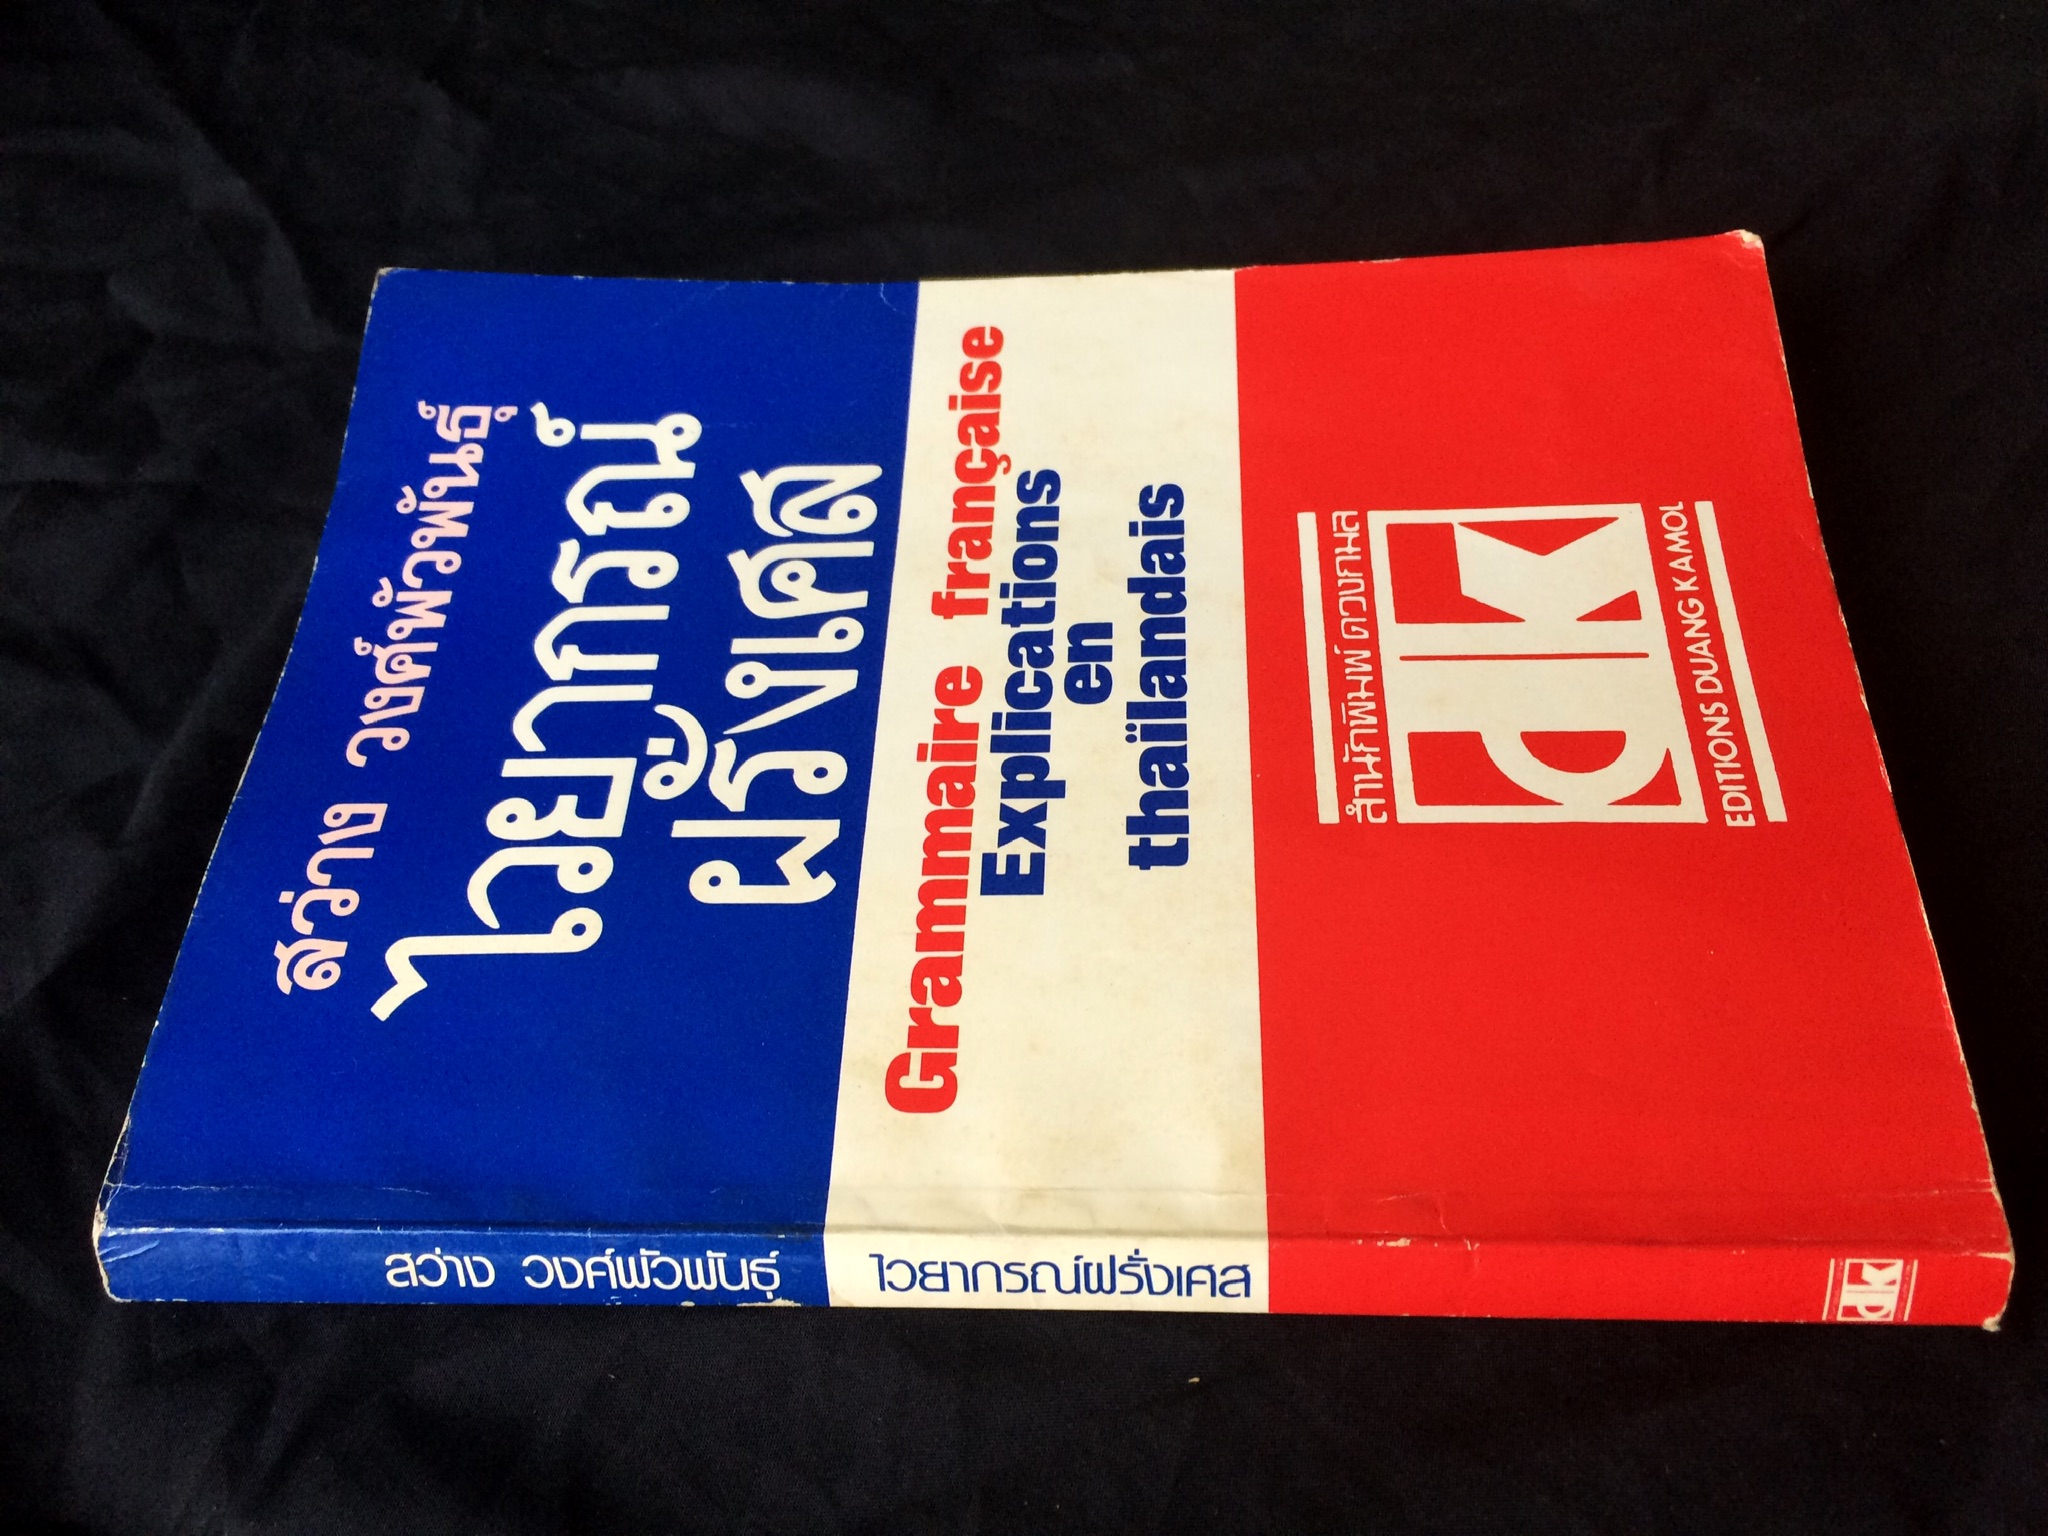 สว่าง วงศ์พัวพันธุ์
ไวยากรณ์
ฝรั่งเศส
Grammaire française
Explications
en
thaïlandais
สำนักพิมพ์ ดวงกมล
dk
EDITIONS DUANG KAMOL
สว่าง วงศ์พัวพันธุ์ ไวยากรณ์ฝรั่งเศส
dk